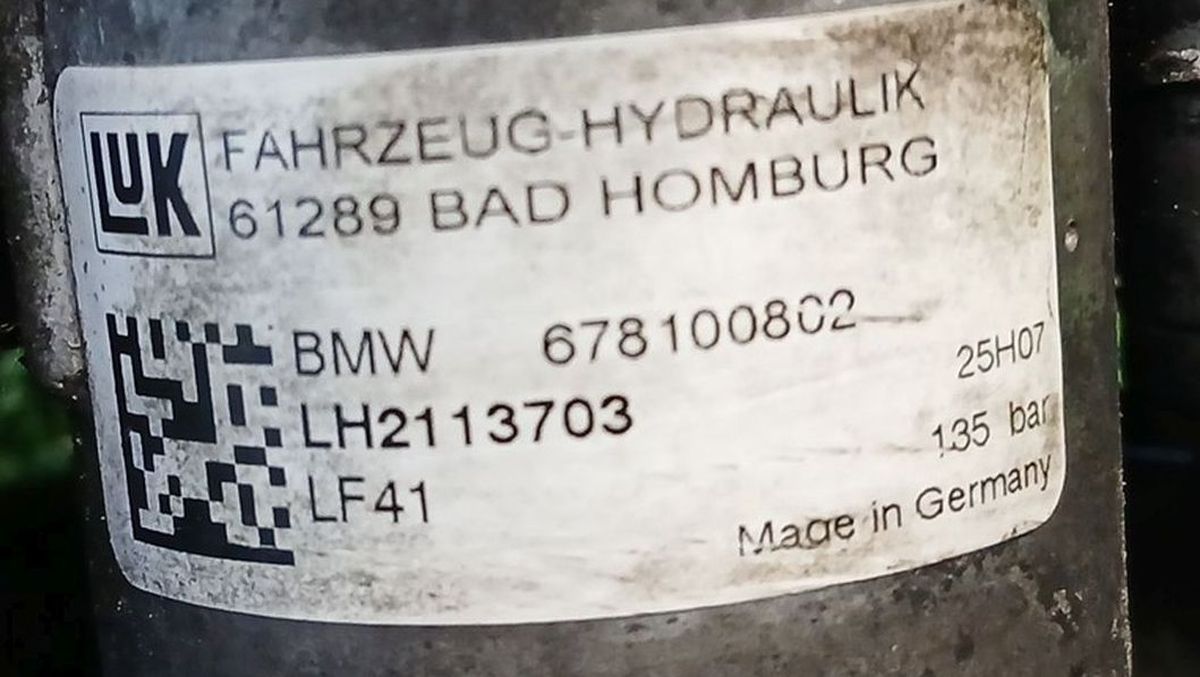 LUK
FAHRZEUG-HYDRAULIK
61289 BAD HOMBURG
BMW 678100802
25H07
LH2113703
135 bar
LF41
Made in Germany